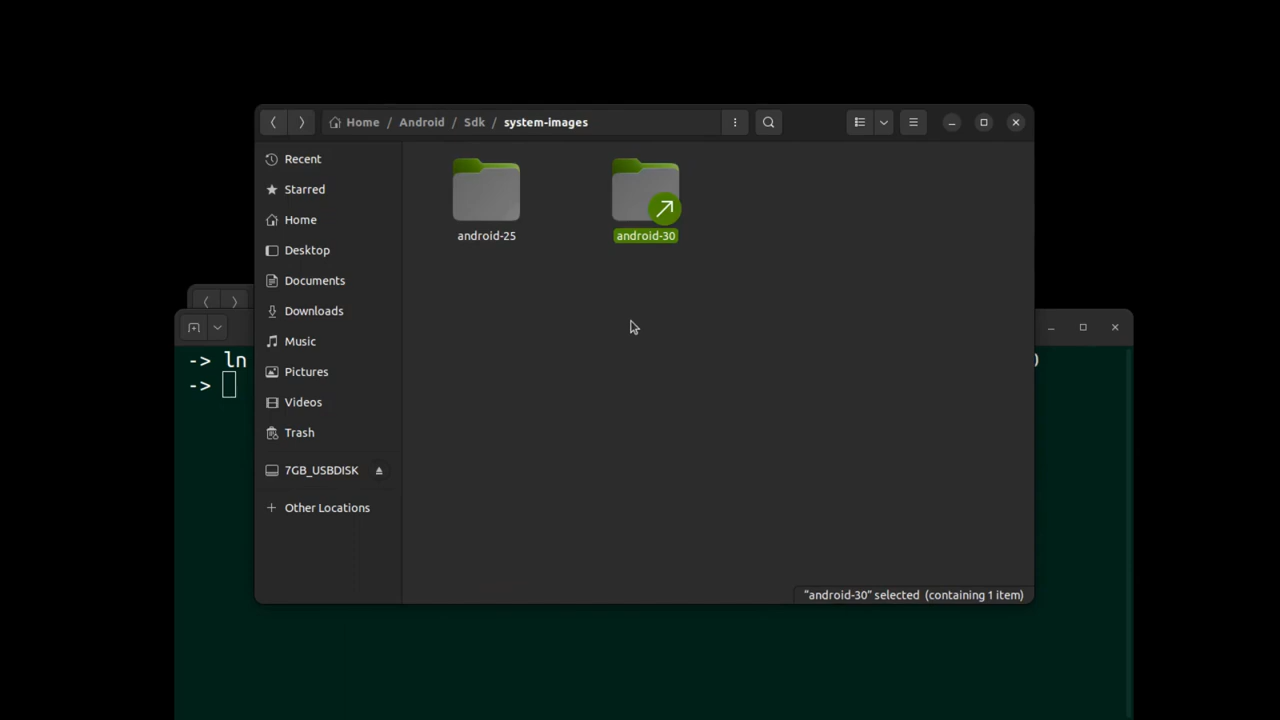 Home / Android / Sdk / system-images
Recent
Starred
Home
Desktop
Documents
Downloads
Music
Pictures
Videos
Trash
7GB_USBDISK
Other Locations
android-25
android-30
"android-30" selected (containing 1 item)
-> ln
->